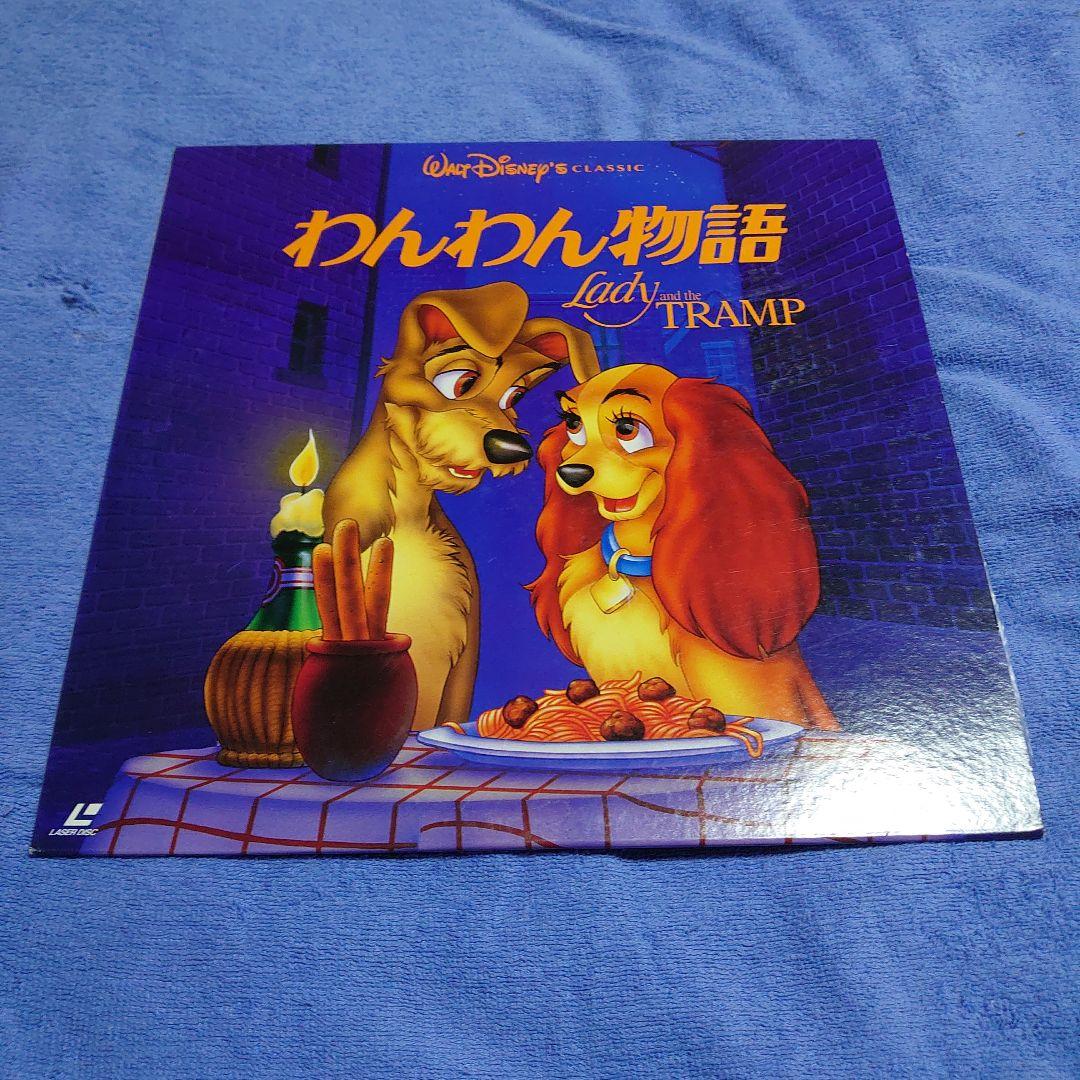 WALT DISNEY'S CLASSIC
わんわん物語
Lady and the
TRAMP
LASER DISC